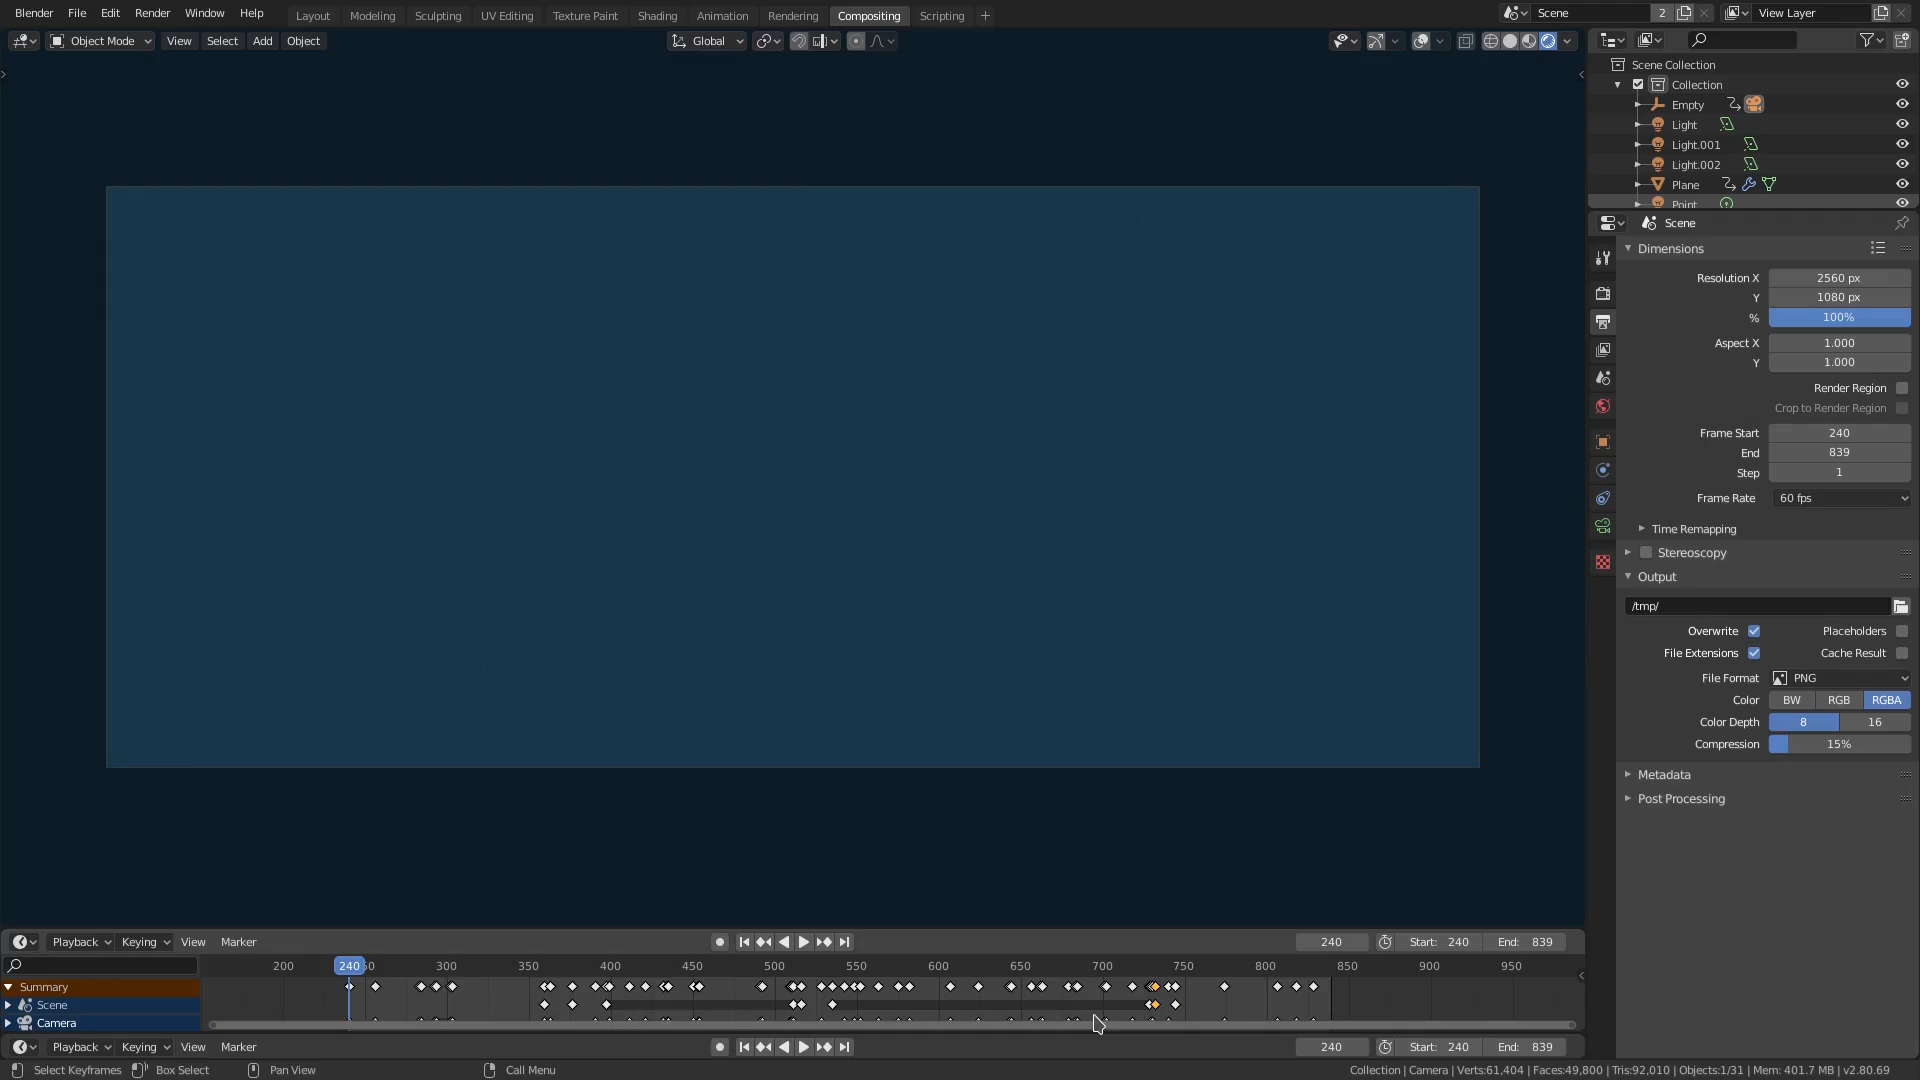 Blender File Edit Render Window Help Layout Modeling Sculpting UV Editing Texture Paint Shading Animation Rendering Compositing Scripting + Scene 2 View Layer
Object Mode View Select Add Object Global
Scene Collection
Collection
Empty
Light
Light.001
Light.002
Plane
Point
Scene
Dimensions
Resolution X 2560 px
Y 1080 px
% 100%
Aspect X 1.000
Y 1.000
Render Region
Crop to Render Region
Frame Start 240
End 839
Step 1
Frame Rate 60 fps
Time Remapping
Stereoscopy
Output
/tmp/
Overwrite Placeholders
File Extensions Cache Result
File Format PNG
Color BW RGB RGBA
Color Depth 8 16
Compression 15%
Metadata
Post Processing
Playback Keying View Marker 240 Start: 240 End: 839
200 240 300 350 400 450 500 550 600 650 700 750 800 850 900 950
Summary
Scene
Camera
Playback Keying View Marker 240 Start: 240 End: 839
Select Keyframes Box Select Pan View Call Menu Collection | Camera | Verts:61,404 | Faces:49,800 | Tris:92,010 | Objects:1/31 | Mem: 401.7 MB | v2.80.69